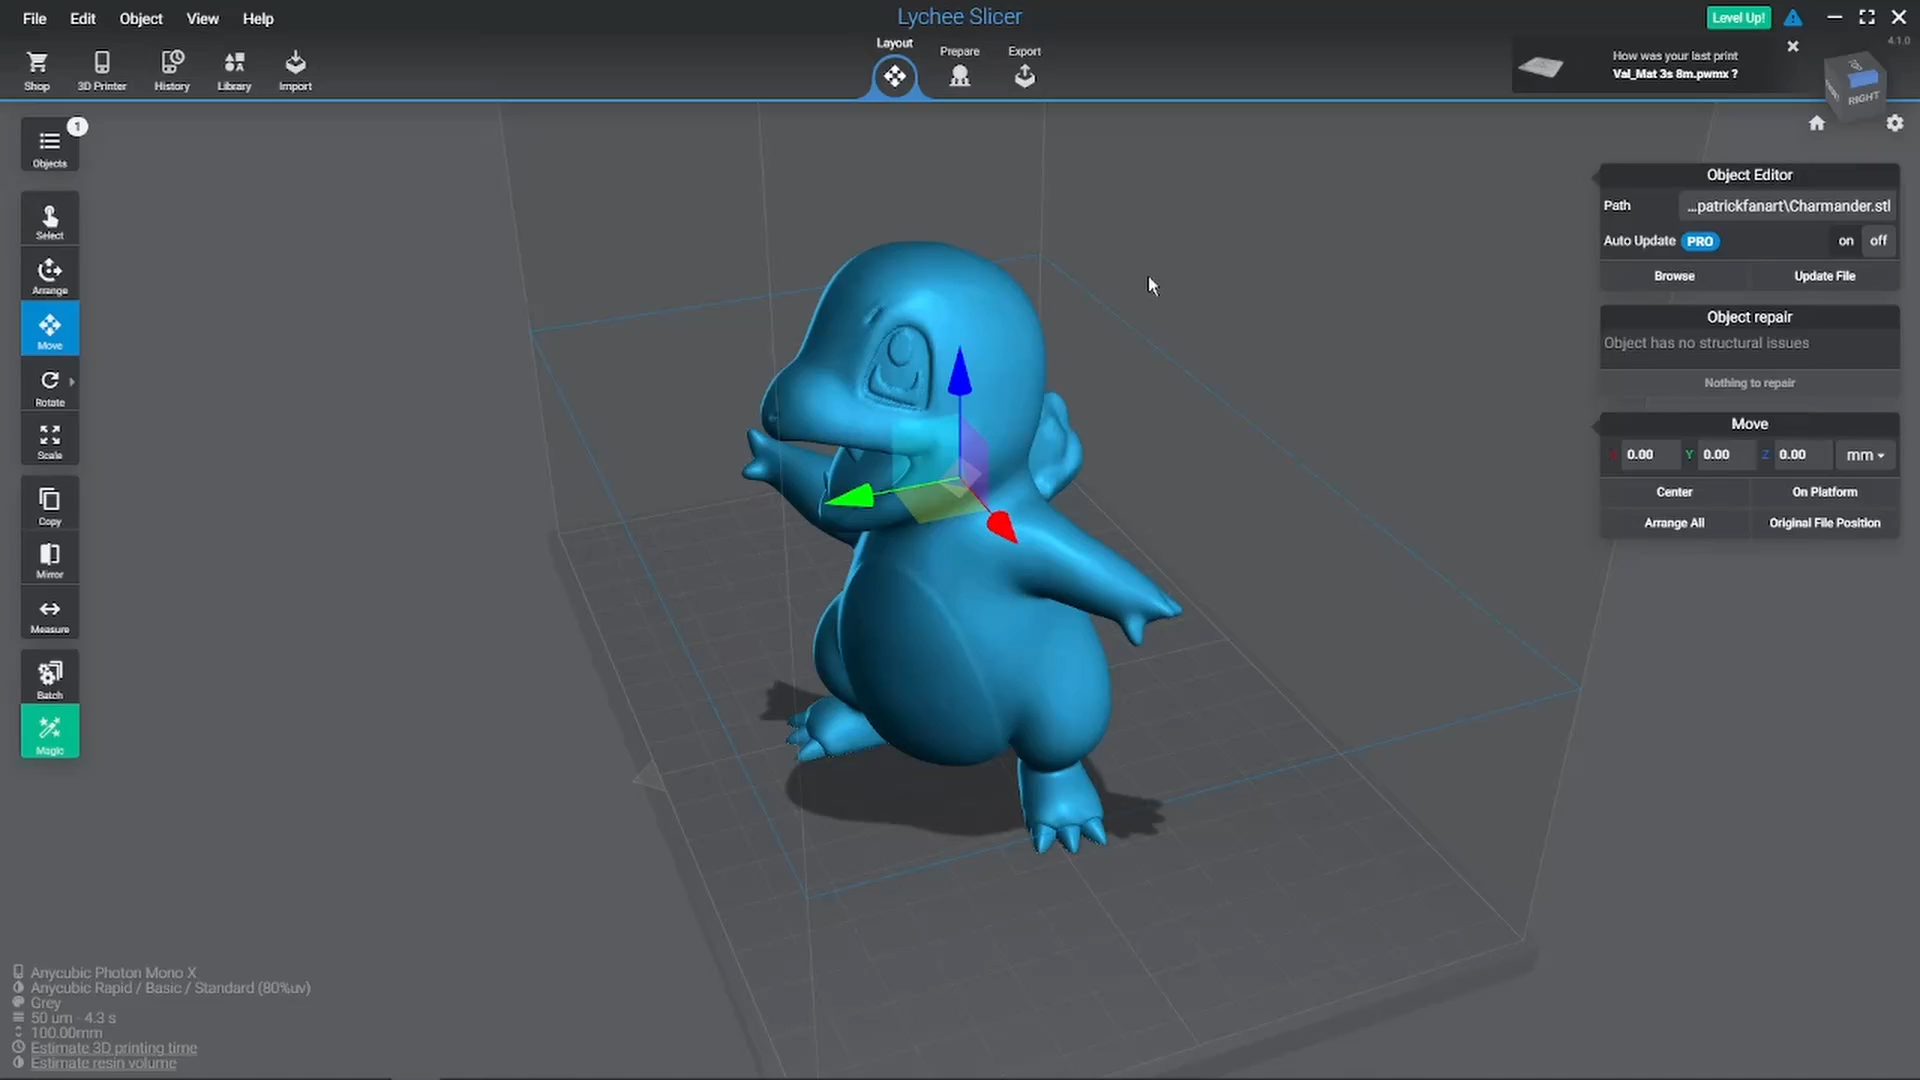 File Edit Object View Help
Lychee Slicer
Level Up!
4.1.0
Shop 3D Printer History Library Import
Layout Prepare Export
How was your last print
Val_Mat 3s 8m.pwmx ?
RIGHT
1
Objects
Select
Arrange
Move
Rotate
Scale
Copy
Mirror
Measure
Batch
Magic
Object Editor
Path ...patrickfanart\Charmander.stl
Auto Update PRO on off
Browse Update File
Object repair
Object has no structural issues
Nothing to repair
Move
X 0.00 Y 0.00 Z 0.00 mm
Center On Platform
Arrange All Original File Position
Anycubic Photon Mono X
Anycubic Rapid / Basic / Standard (80%uv)
Grey
50 um - 4.3 s
100.00mm
Estimate 3D printing time
Estimate resin volume